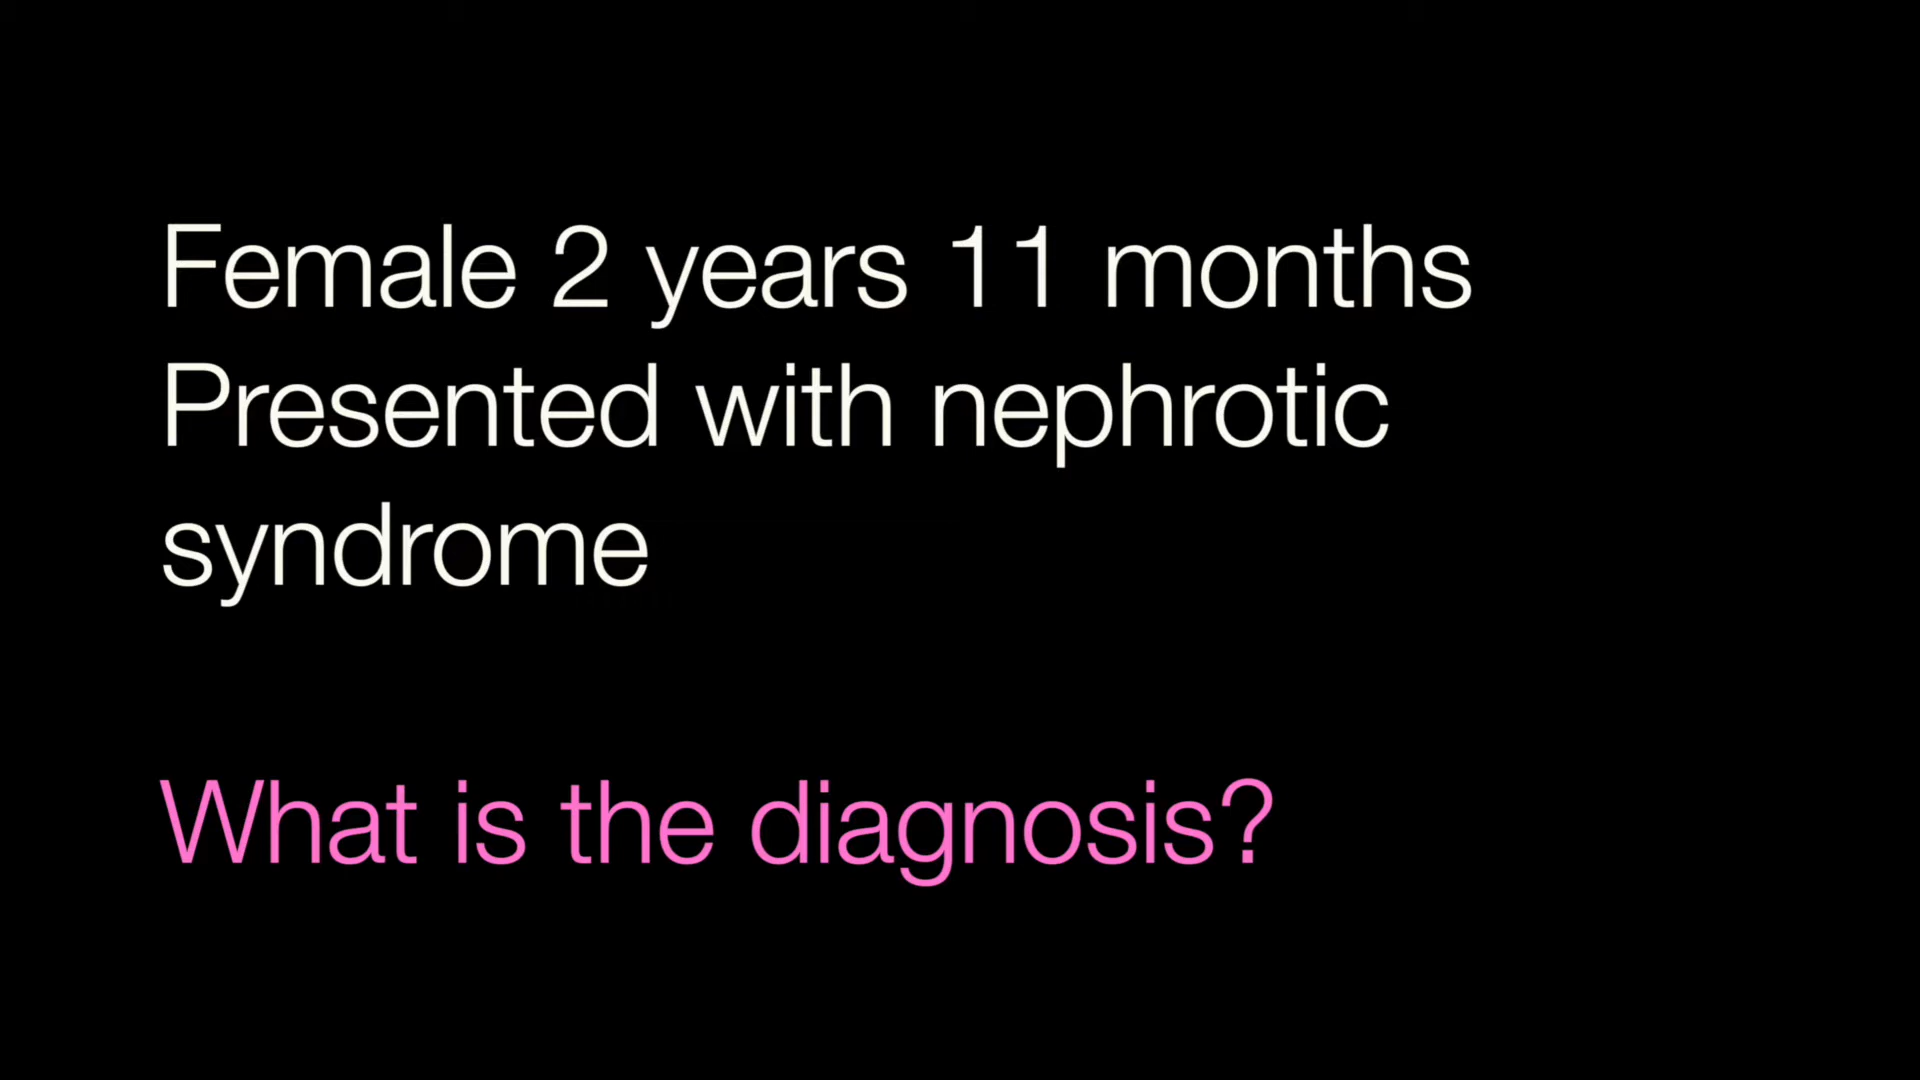 Female 2 years 11 months
Presented with nephrotic
syndrome
What is the diagnosis?